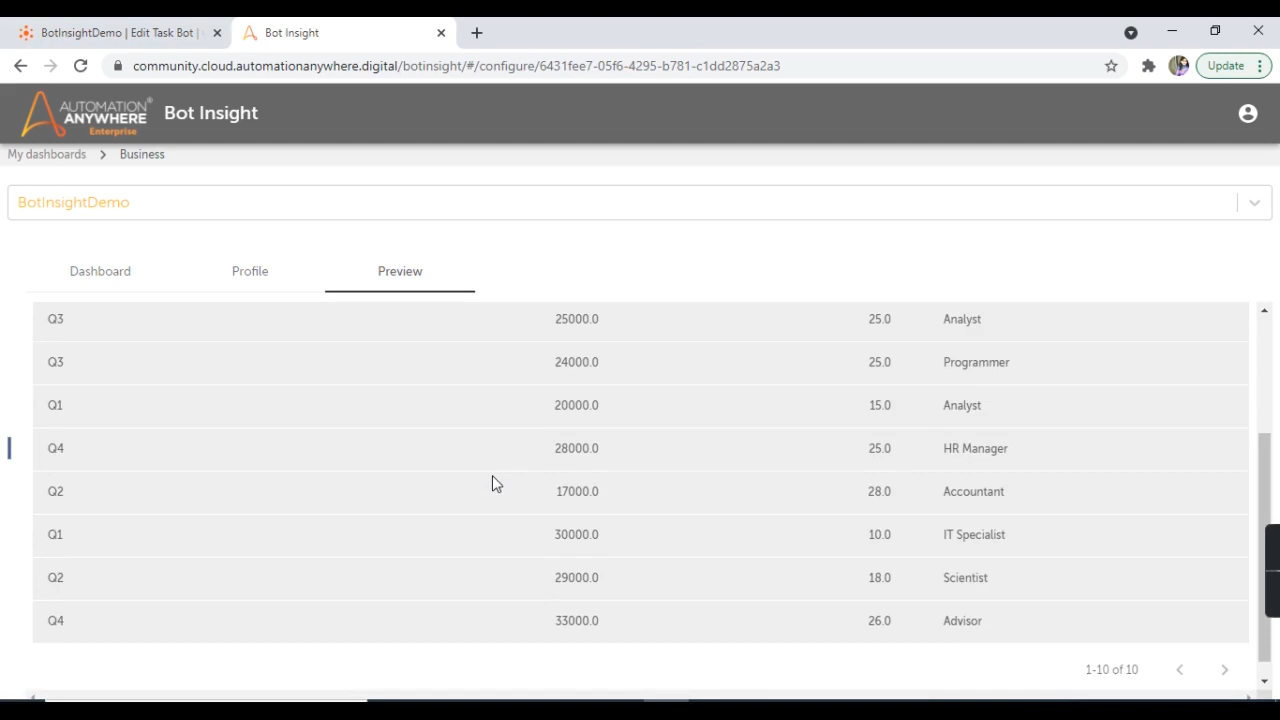 BotInsightDemo | Edit Task Bot |
Bot Insight
community.cloud.automationanywhere.digital/botinsight/#/configure/6431fee7-05f6-4295-b781-c1dd2875a2a3
Update
AUTOMATION ANYWHERE® Enterprise
Bot Insight
My dashboards > Business
BotInsightDemo
Dashboard Profile Preview
Q3 25000.0 25.0 Analyst
Q3 24000.0 25.0 Programmer
Q1 20000.0 15.0 Analyst
Q4 28000.0 25.0 HR Manager
Q2 17000.0 28.0 Accountant
Q1 30000.0 10.0 IT Specialist
Q2 29000.0 18.0 Scientist
Q4 33000.0 26.0 Advisor
1-10 of 10